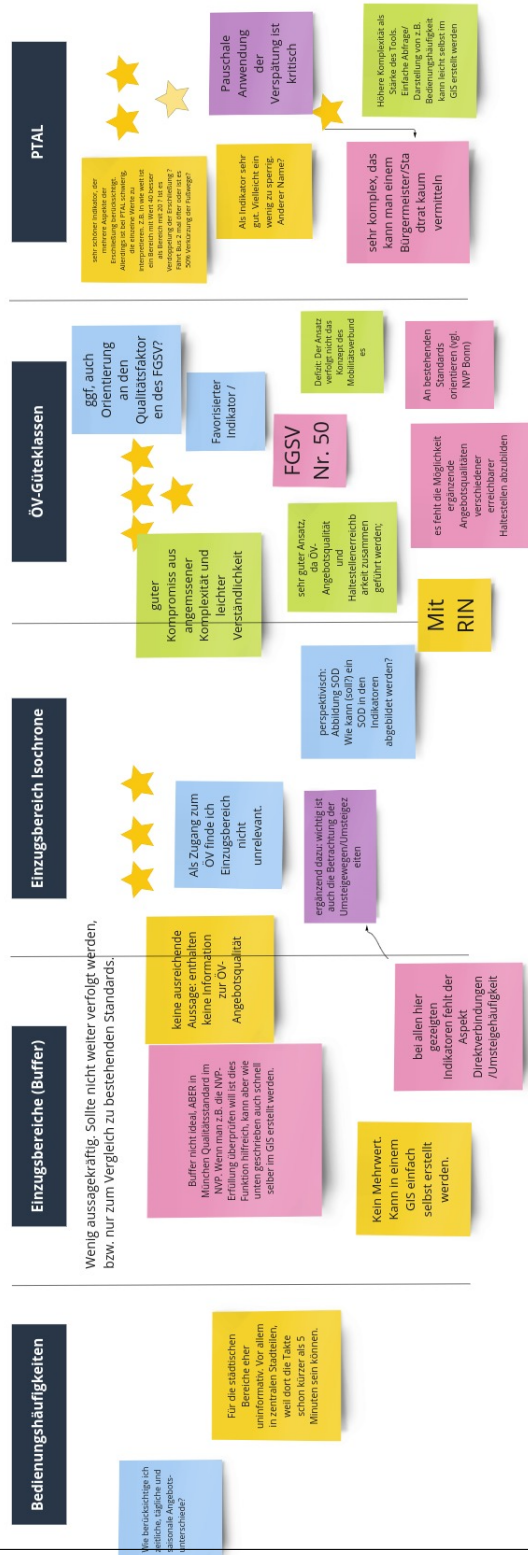 Bedienungshäufigkeiten
Wie berücksichtige ich
zeitliche, tägliche und
saisonale Angebots-
unterschiede?
Für die städtischen
Bereiche eher
uninformativ. Vor allem
in zentralen Stadtteilen,
weil dort die Takte
schon kürzer als 5
Minuten sein können.
Einzugsbereiche (Buffer)
Wenig aussagekräftig. Sollte nicht weiter verfolgt werden,
bzw. nur zum Vergleich zu bestehenden Standards.
Buffer nicht ideal, ABER in
München Qualitätsstandard im
NVP. Wenn man z.B. die NVP-
Erfüllung überprüfen will ist dies
Funktion hilfreich, kann aber wie
unten geschrieben auch schnell
selber im GIS erstellt werden.
keine ausreichende
Aussage: enthalten
keine Information
zur ÖV-
Angebotsqualität
Kein Mehrwert.
Kann in einem
GIS einfach
selbst erstellt
werden.
bei allen hier
gezeigten
Indikatoren fehlt der
Aspekt
Direktverbindungen
/Umsteigehäufigkeit
Einzugsbereich Isochrone
Als Zugang zum
ÖV finde ich
Einzugsbereich
nicht
unrelevant.
ergänzend dazu: wichtig ist
auch die Betrachtung der
Umsteigewegen/Umsteigez
eiten
perspektivisch:
Abbildung SOD
Wie kann (soll?) ein
SOD in den
Indikatoren
abgebildet werden?
Mit
RIN
ÖV-Güteklassen
guter
Kompromiss aus
angemssener
Komplexität und
leichter
Verständlichkeit
ggf, auch
Orientierung
an den
Qualitätsfaktor
en des FGSV?
Favorisierter
Indikator /
FGSV
Nr. 50
sehr guter Ansatz,
da ÖV-
Angebotsqualität
und
Haltestellenerreichb
arkeit zusammen
geführt werden;
Defizit: Der Ansatz
verfolgt nicht das
Konzept des
Mobilitätsverbund
es
es fehlt die Möglichkeit
ergänzende
Angebotsqualitäten
verschiedener
erreichbarer
Haltestellen abzubilden
An bestehenden
Standards
orientieren (vgl.
NVP Bonn)
PTAL
sehr schöner Indikator, der
mehrere Aspekte der
Erschließung berücksichtigt.
Allerdings ist bei PTAL schwierig,
die einzelne Werte zu
interpretieren. z.B. in wie weit ist
ein Bereich mit Wert 40 besser
als Bereich mit 20 ? Ist es
Verdoppelung der Erschließung ?
Fährt Bus 2 mal öfter oder ist es
50% Verkürzung der Fußwege?
Pauschale
Anwendung
der
Verspätung ist
kritisch
Als Indikator sehr
gut. Vielleicht ein
wenig zu sperrig.
Anderer Name?
sehr Komplex, das
kann man einem
Bürgermeister/Sta
dtrat kaum
vermitteln
Höhere Komplexität als
Stärke des Tools.
Einfache Abfrage/
Darstellung von z.B.
Bedienungshäufigkeit
kann leicht selbst im
GIS erstellt werden